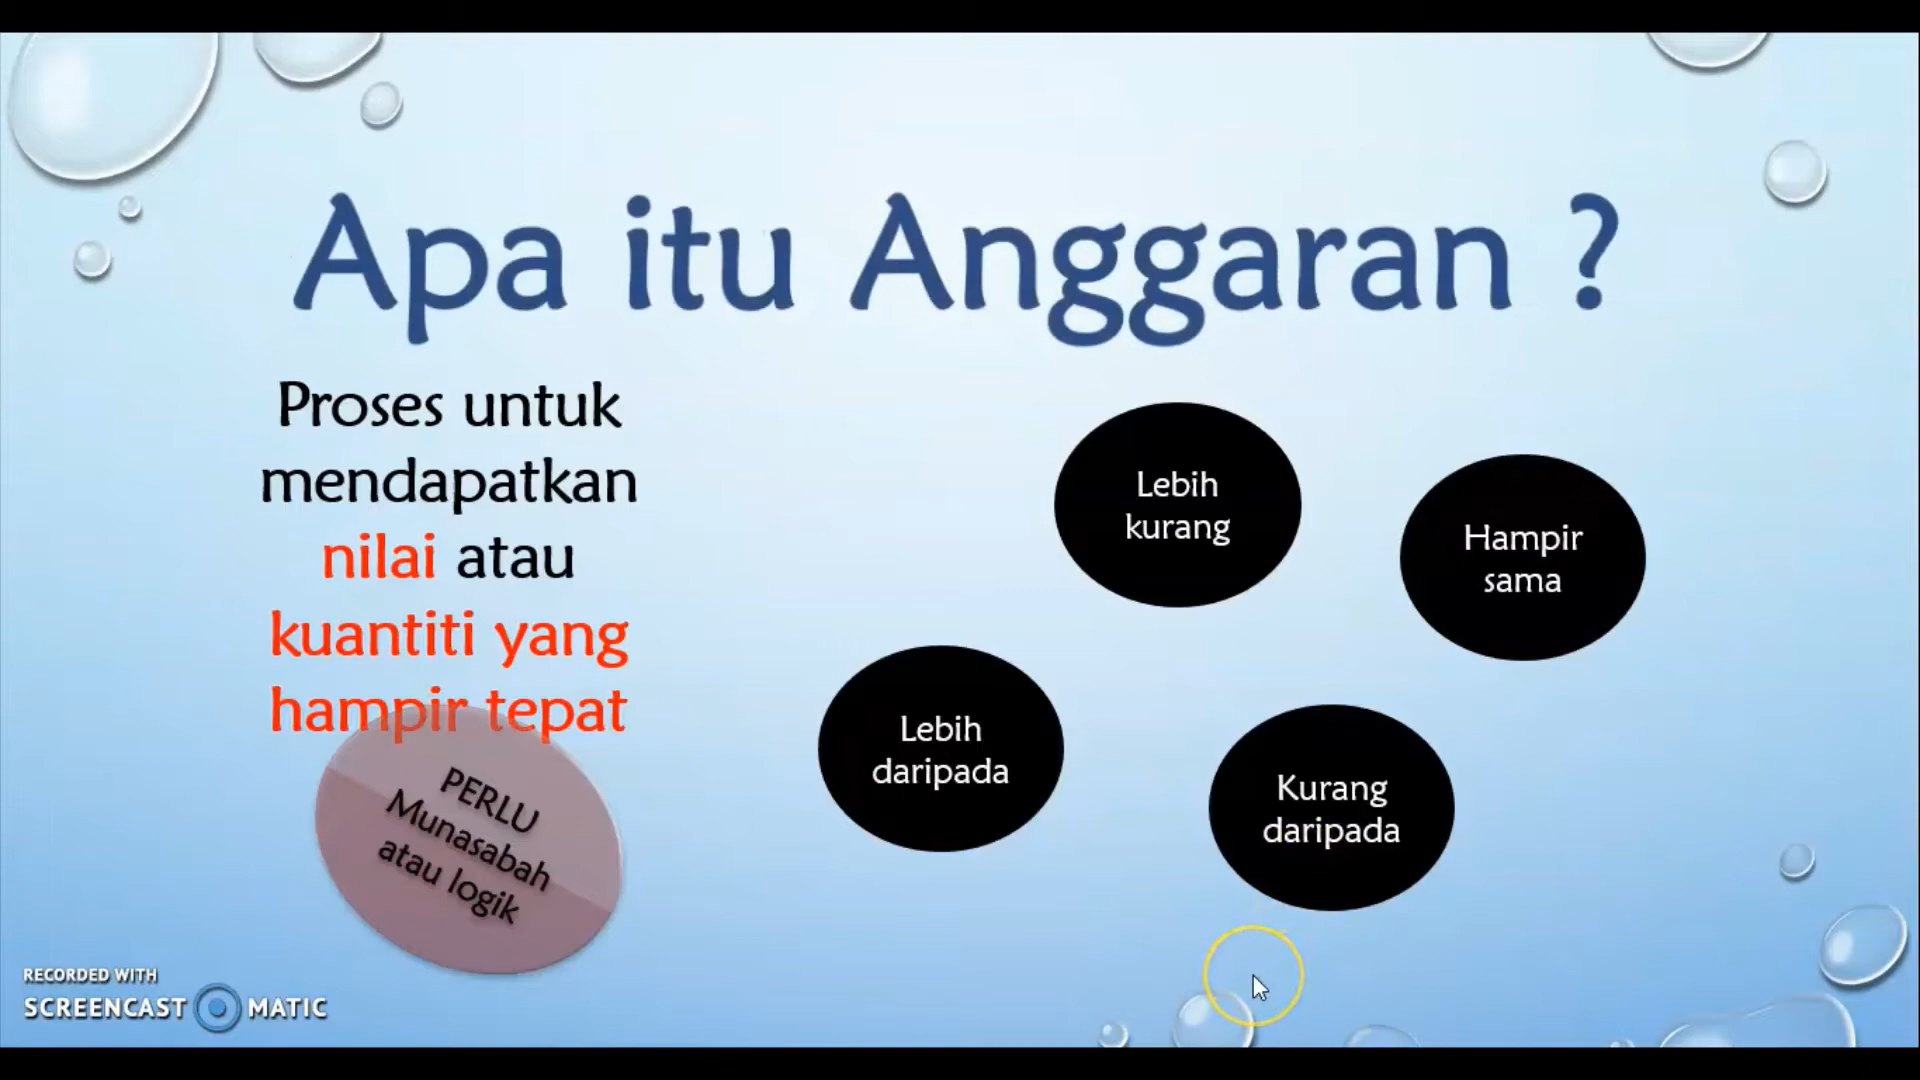 Apa itu Anggaran ?
Proses untuk
mendapatkan
nilai atau
kuantiti yang
hampir tepat
PERLU
Munasabah
atau logik
Lebih
kurang
Hampir
sama
Lebih
daripada
Kurang
daripada
RECORDED WITH
SCREENCAST MATIC